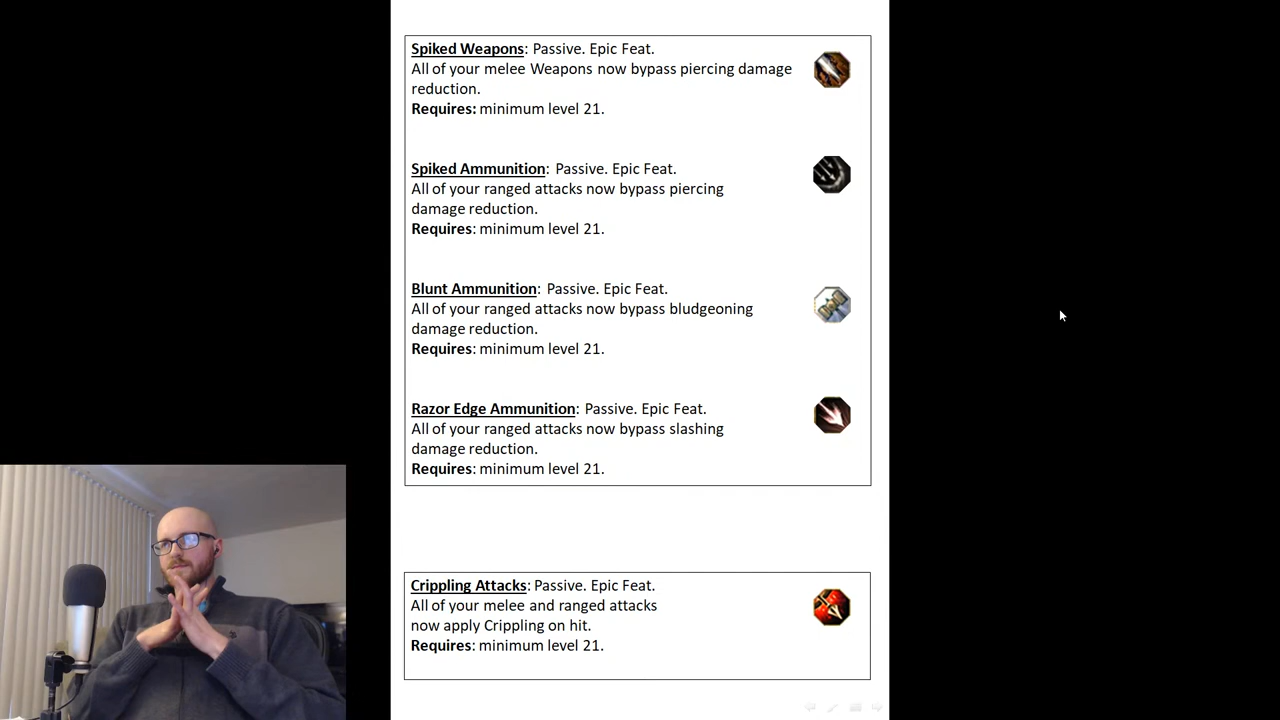 Spiked Weapons: Passive. Epic Feat.
All of your melee Weapons now bypass piercing damage
reduction.
Requires: minimum level 21.
Spiked Ammunition: Passive. Epic Feat.
All of your ranged attacks now bypass piercing
damage reduction.
Requires: minimum level 21.
Blunt Ammunition: Passive. Epic Feat.
All of your ranged attacks now bypass bludgeoning
damage reduction.
Requires: minimum level 21.
Razor Edge Ammunition: Passive. Epic Feat.
All of your ranged attacks now bypass slashing
damage reduction.
Requires: minimum level 21.
Crippling Attacks: Passive. Epic Feat.
All of your melee and ranged attacks
now apply Crippling on hit.
Requires: minimum level 21.